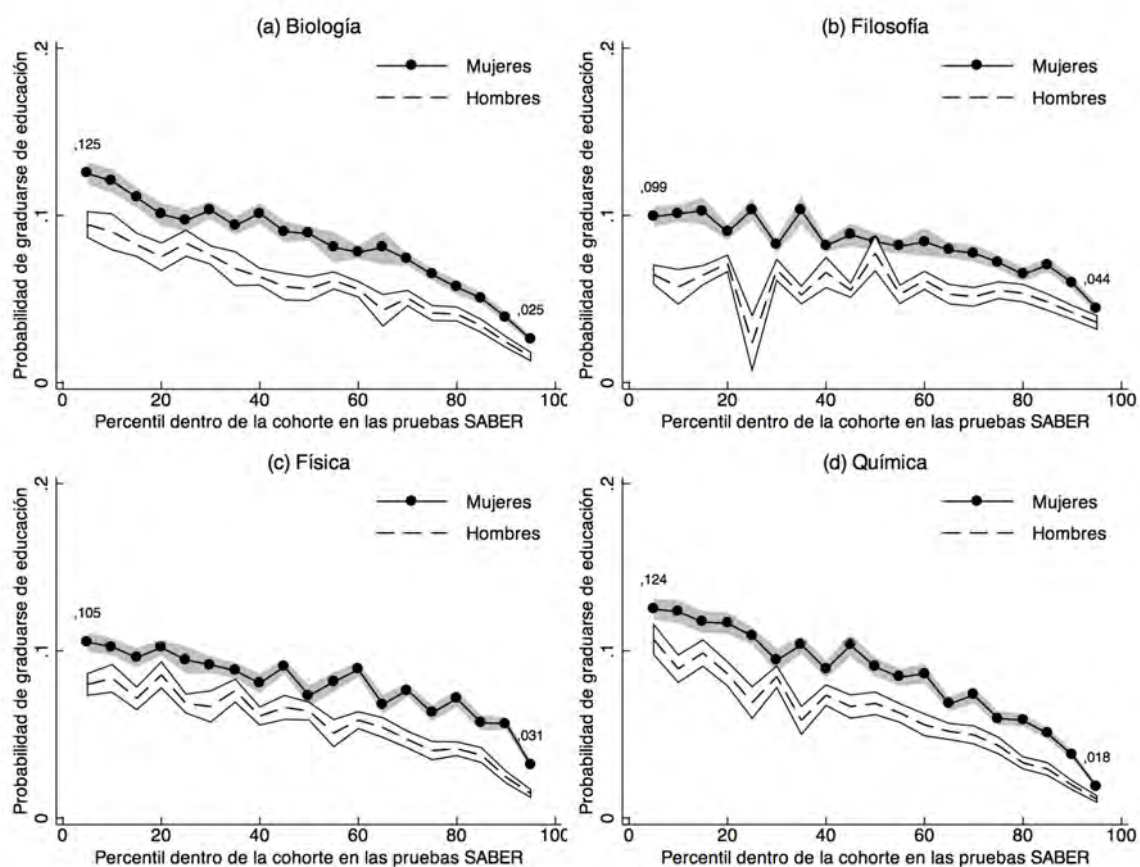 (a) Biología
Probabilidad de graduarse de educación
,2
,1
0
Mujeres
Hombres
,125
,025
0 20 40 60 80 100
Percentil dentro de la cohorte en las pruebas SABER
(b) Filosofía
Probabilidad de graduarse de educación
,2
,1
0
Mujeres
Hombres
,099
,044
0 20 40 60 80 100
Percentil dentro de la cohorte en las pruebas SABER
(c) Física
Probabilidad de graduarse de educación
,2
,1
0
Mujeres
Hombres
,105
,031
0 20 40 60 80 100
Percentil dentro de la cohorte en las pruebas SABER
(d) Química
Probabilidad de graduarse de educación
,2
,1
0
Mujeres
Hombres
,124
,018
0 20 40 60 80 100
Percentil dentro de la cohorte en las pruebas SABER